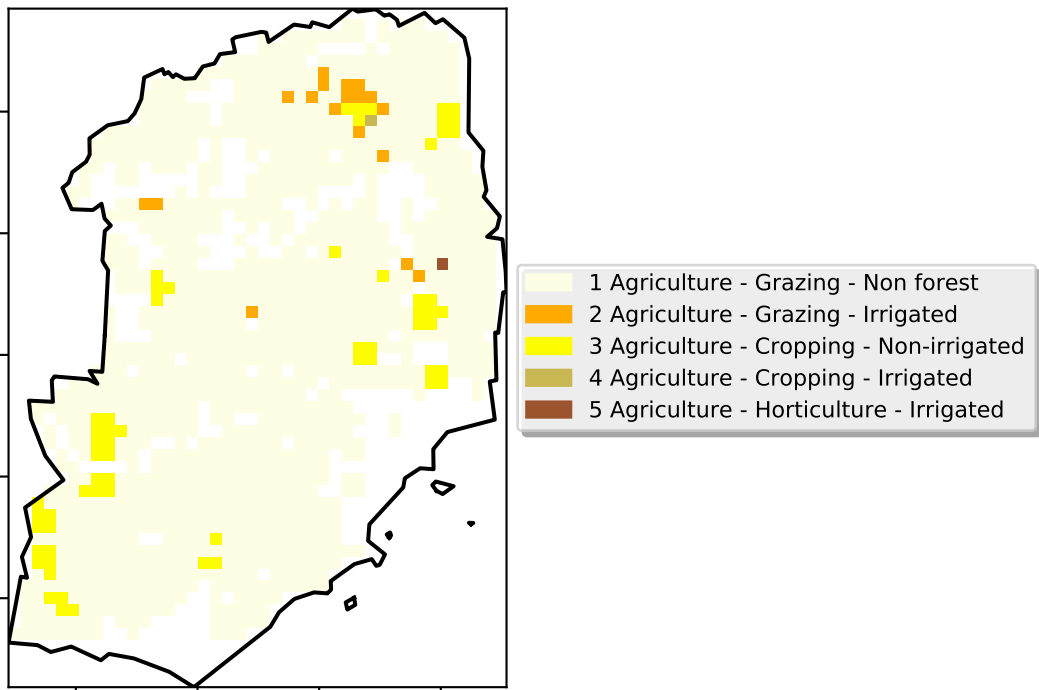 1 Agriculture - Grazing - Non forest
2 Agriculture - Grazing - Irrigated
3 Agriculture - Cropping - Non-irrigated
4 Agriculture - Cropping - Irrigated
5 Agriculture - Horticulture - Irrigated